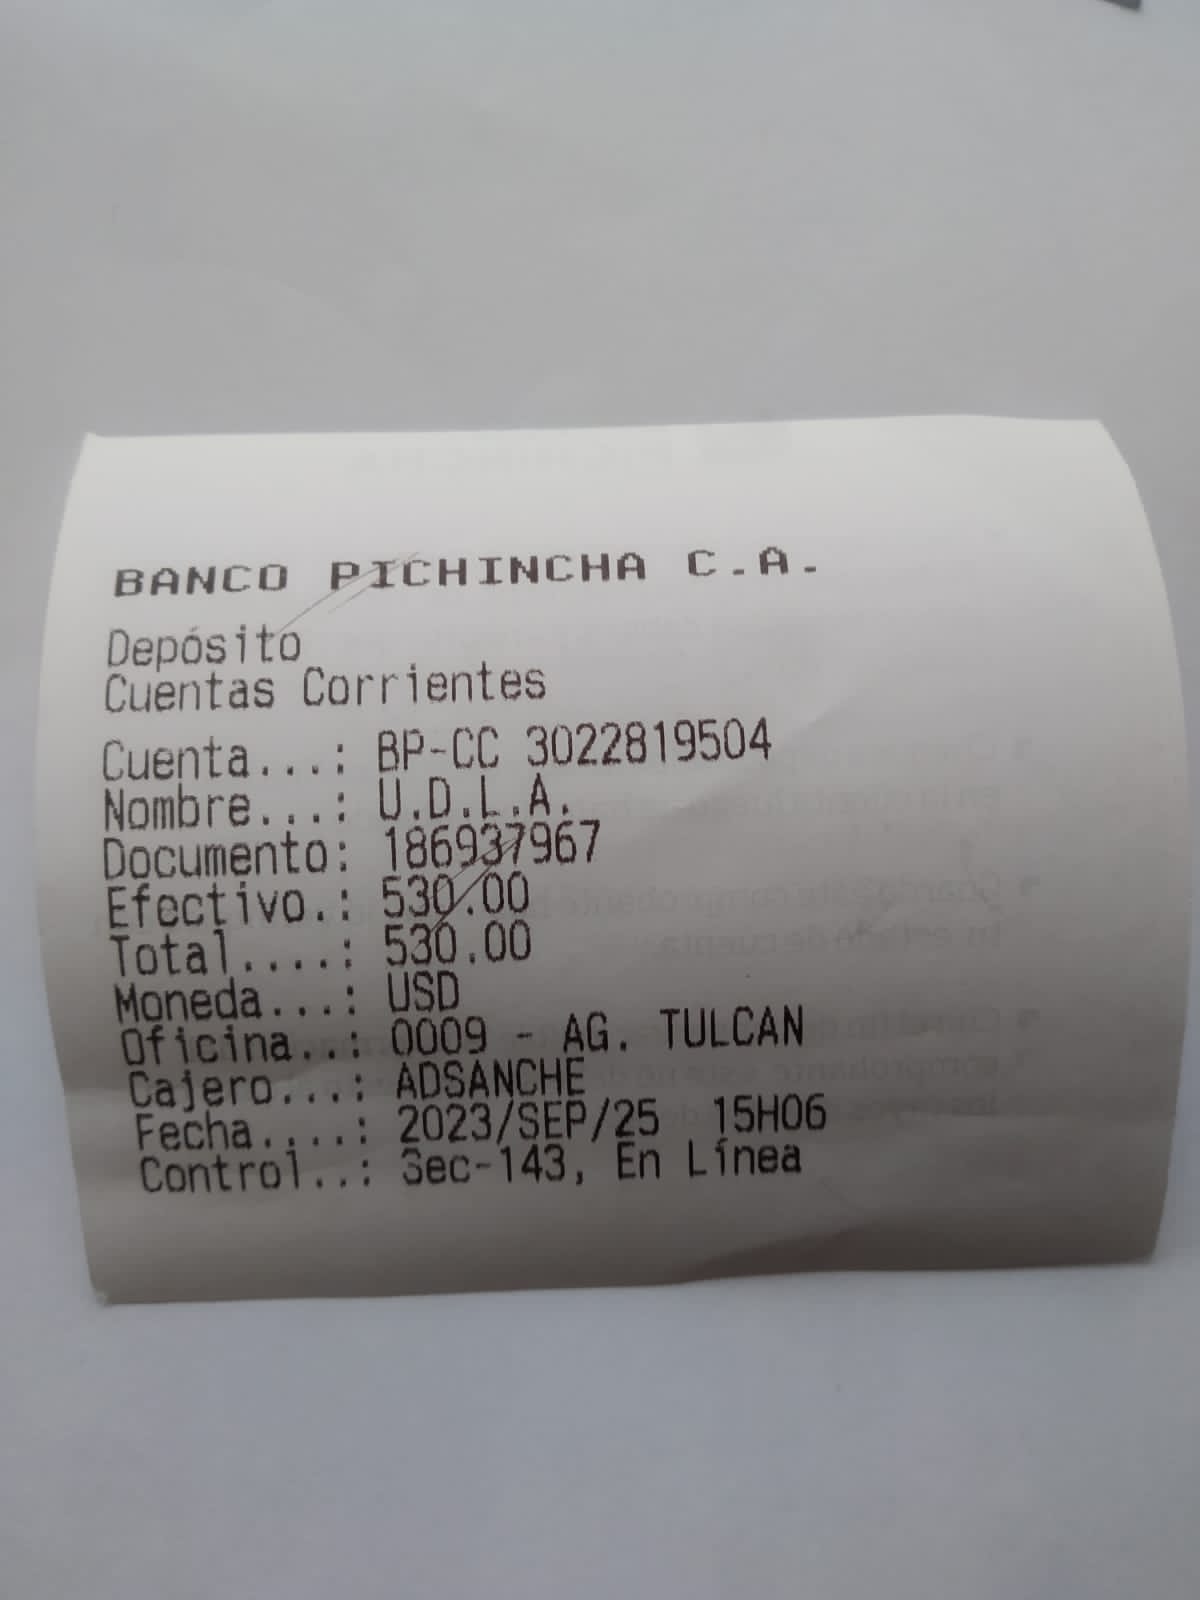 BANCO PICHINCHA C.A.
Depósito
Cuentas Corrientes
Cuenta...: BP-CC 3022819504
Nombre...: U.D.L.A.
Documento: 186937967
Efectivo.: 530.00
Total....: 530.00
Moneda...: USD
Oficina..: 0009 - AG. TULCAN
Cajero...: ADSANCHE
Fecha....: 2023/SEP/25 15H06
Control..: Sec-143, En Línea